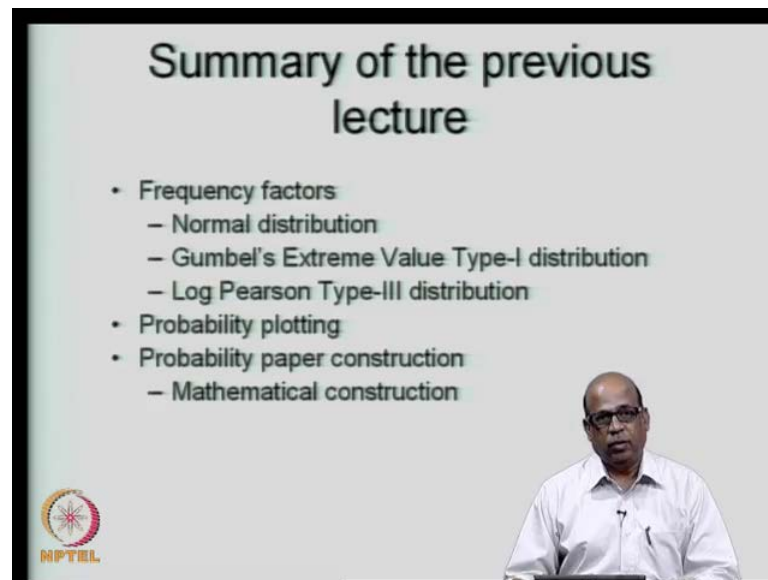 Summary of the previous
lecture
• Frequency factors
– Normal distribution
– Gumbel's Extreme Value Type-I distribution
– Log Pearson Type-III distribution
• Probability plotting
• Probability paper construction
– Mathematical construction
NPTEL